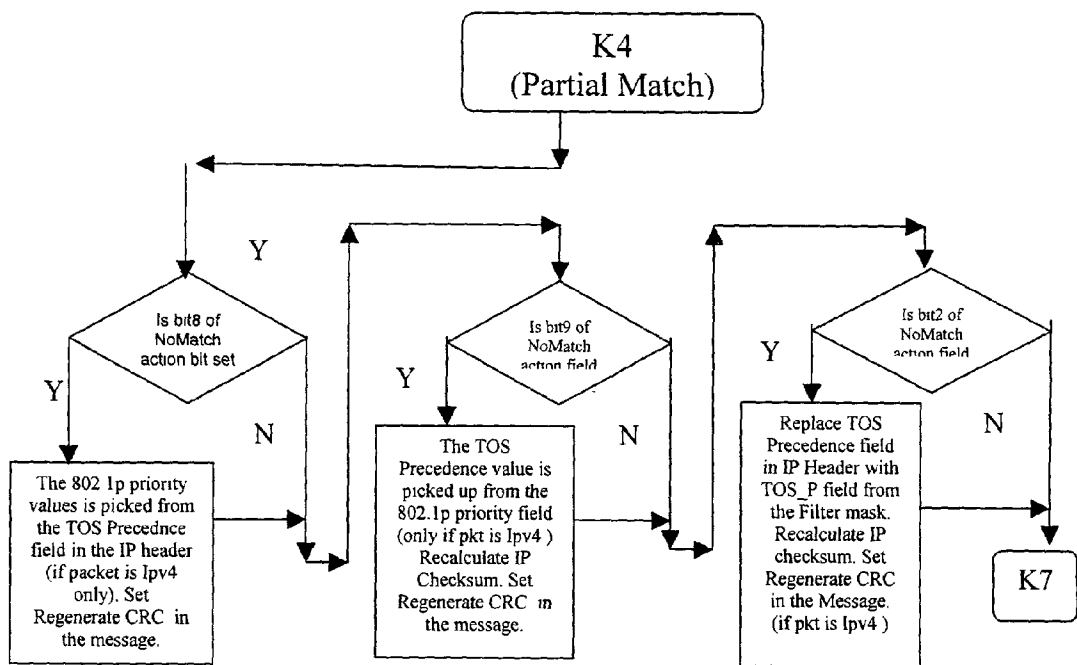 K4
(Partial Match)
Y
Is bit8 of
NoMatch
action bit set
Y
N
The 802 1p priority
values is picked from
the TOS Precednce
field in the IP header
(if packet is Ipv4
only). Set
Regenerate CRC in
the message.
Is bit9 of
NoMatch
action field
Y
N
The TOS
Precedence value is
picked up from the
802.1p priority field
(only if pkt is Ipv4 )
Recalculate IP
Checksum. Set
Regenerate CRC in
the message.
Is bit2 of
NoMatch
action field
Y
N
Replace TOS
Precedence field
in IP Header with
TOS_P field from
the Filter mask.
Recalculate IP
checksum. Set
Regenerate CRC
in the Message.
(if pkt is Ipv4 )
K7